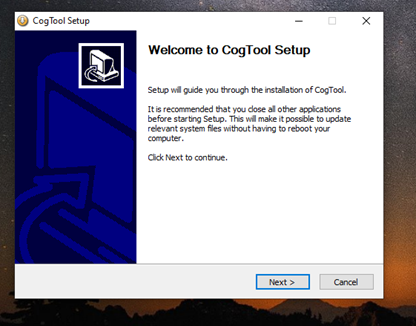 CogTool Setup
Welcome to CogTool Setup
Setup will guide you through the installation of CogTool.
It is recommended that you close all other applications
before starting Setup. This will make it possible to update
relevant system files without having to reboot your
computer.
Click Next to continue.
Next >
Cancel